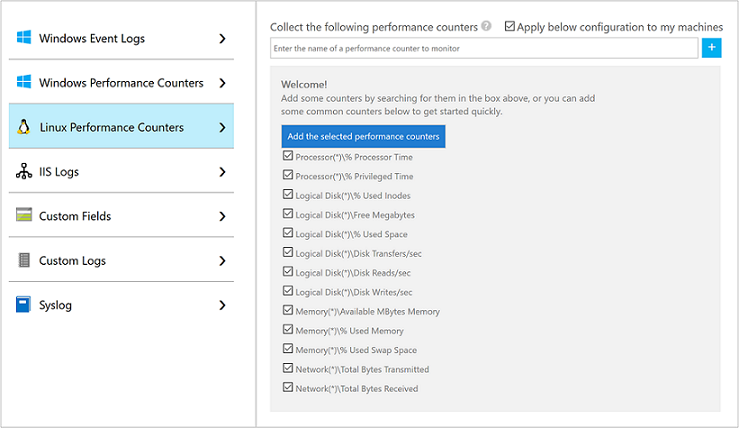 Windows Event Logs
Windows Performance Counters
Linux Performance Counters
IIS Logs
Custom Fields
Custom Logs
Syslog
Collect the following performance counters ? Apply below configuration to my machines
Enter the name of a performance counter to monitor
+
Welcome!
Add some counters by searching for them in the box above, or you can add
some common counters below to get started quickly.
Add the selected performance counters
Processor(*)\% Processor Time
Processor(*)\% Privileged Time
Logical Disk(*)\% Used Inodes
Logical Disk(*)\Free Megabytes
Logical Disk(*)\% Used Space
Logical Disk(*)\Disk Transfers/sec
Logical Disk(*)\Disk Reads/sec
Logical Disk(*)\Disk Writes/sec
Memory(*)\Available MBytes Memory
Memory(*)\% Used Memory
Memory(*)\% Used Swap Space
Network(*)\Total Bytes Transmitted
Network(*)\Total Bytes Received